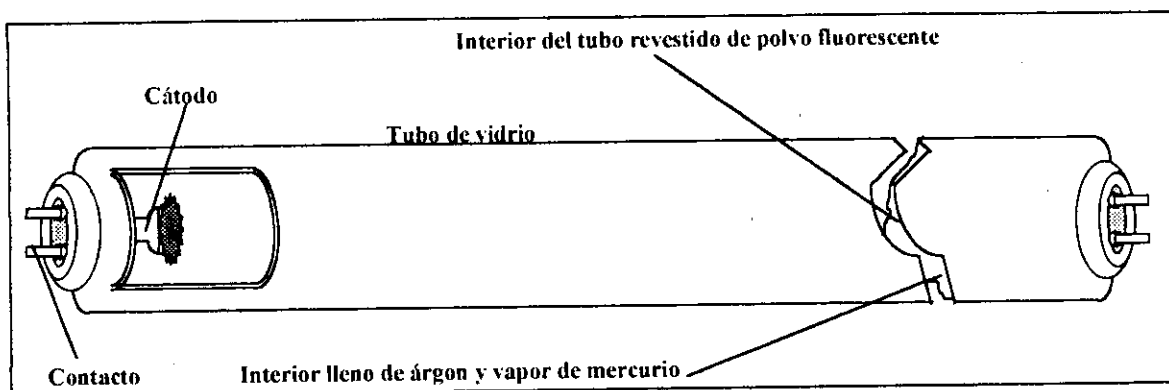 Interior del tubo revestido de polvo fluorescente
Cátodo
Tubo de vidrio
Contacto
Interior lleno de árgon y vapor de mercurio